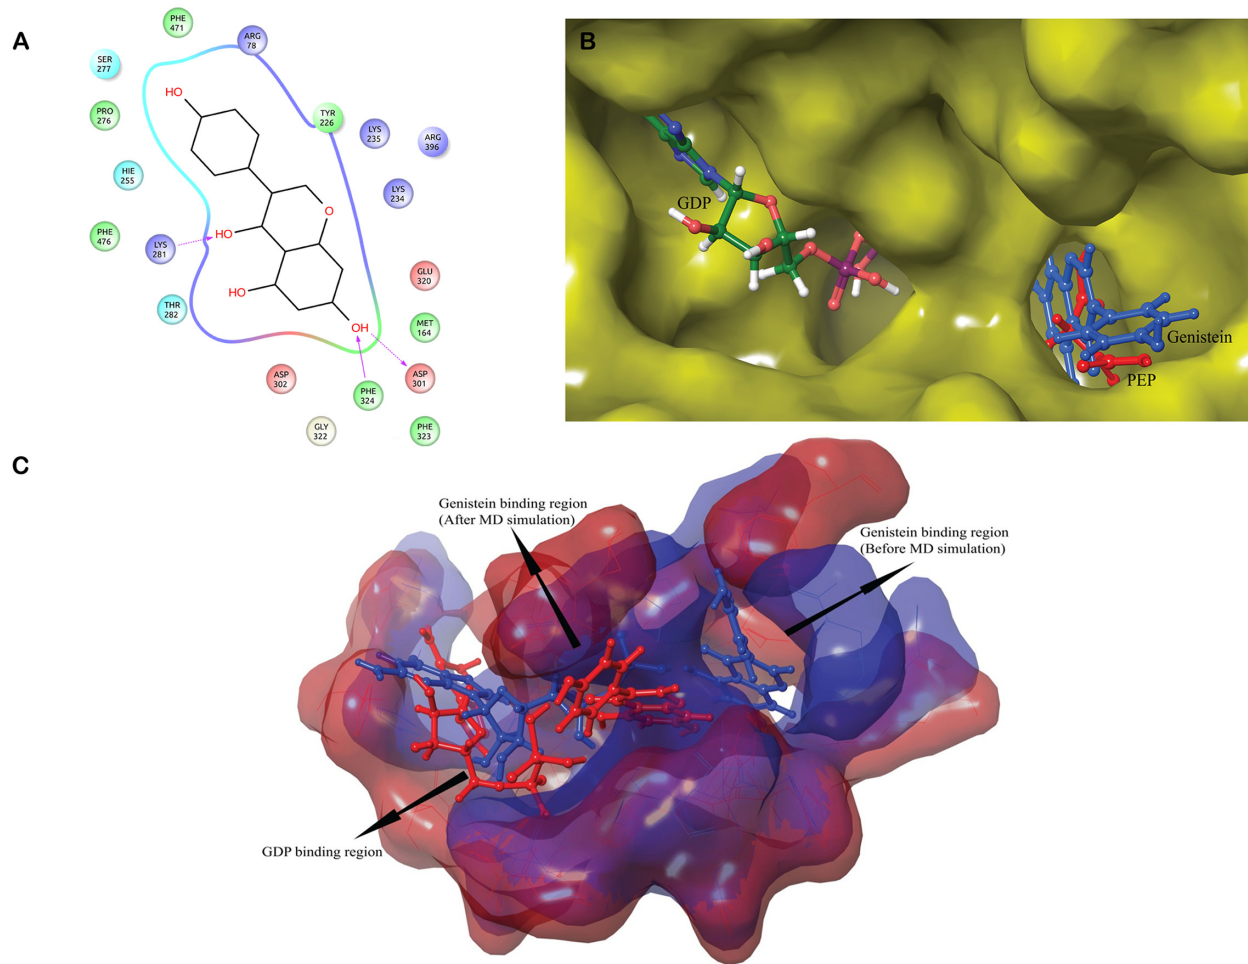 A
PHE
471
ARG
78
SER
277
HO
PRO
276
TYR
226
LYS
235
ARG
396
HIE
255
LYS
234
O
PHE
476
LYS
281
HO
GLU
320
HO
THR
282
MET
164
OH
ASP
302
PHE
324
ASP
301
GLY
322
PHE
323
B
GDP
Genistein
PEP
C
Genistein binding region
(After MD simulation)
Genistein binding region
(Before MD simulation)
GDP binding region